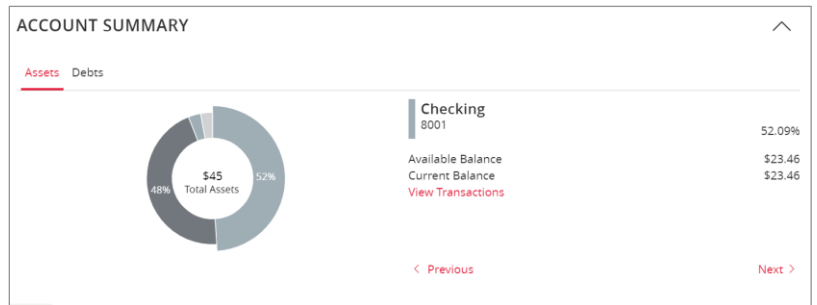 ACCOUNT SUMMARY
Assets Debts
48%
$45
Total Assets
52%
Checking
8001
52.09%
Available Balance $23.46
Current Balance $23.46
View Transactions
< Previous
Next >